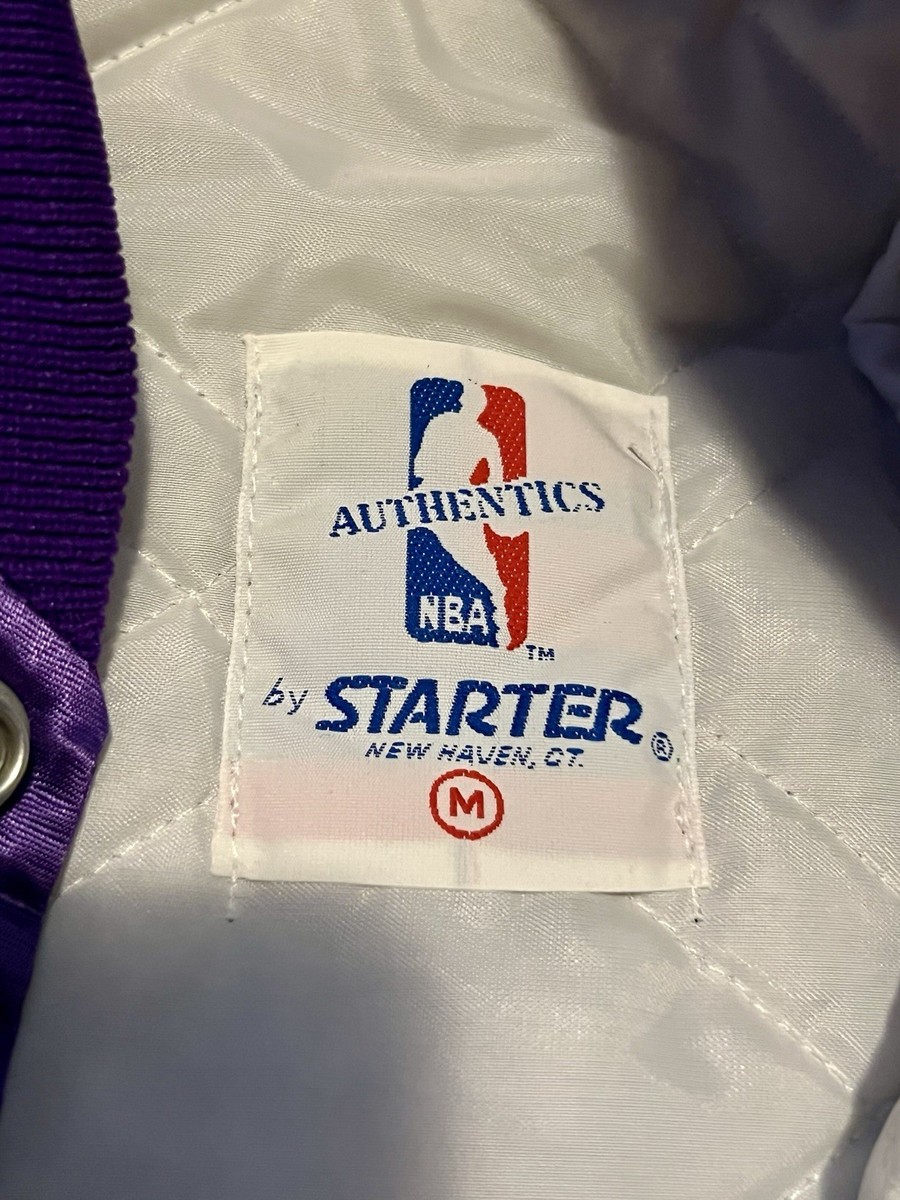 AUTHENTICS
NBA
TM
by STARTER®
NEW HAVEN, CT.
M